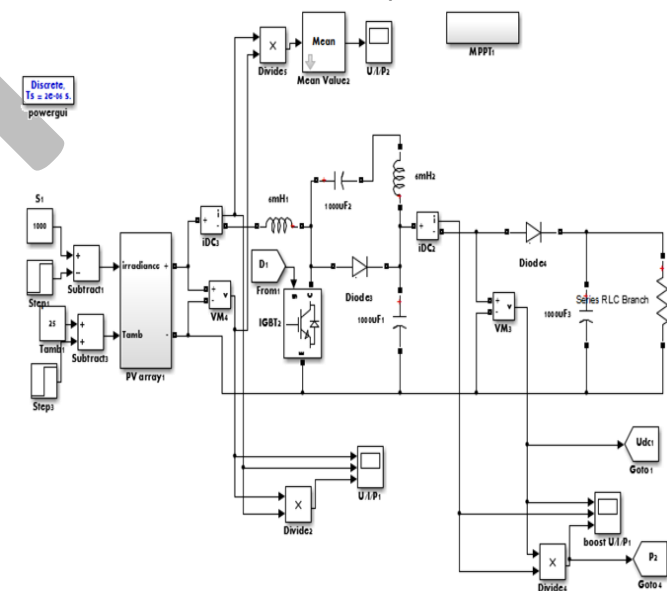 Mean
MPPT1
Divide5
Mean Value2
U/I/P2
Discrete,
Ts = 2e-06 s.
powergui
6mH2
S1
6mH1
1000uF2
1000
i
iDC3
i
iDC2
D1
irradiance
From1
Diode3
Diode4
Step1
Subtract1
VM4
IGBT2
VM3
Series RLC Branch
25
Tamb
1000uF1
1000uF3
Tamb1
Subtract3
PV array1
Step3
Udc1
Goto1
U/I/P1
Divide2
boost U/I/P1
P2
Divide4
Goto4